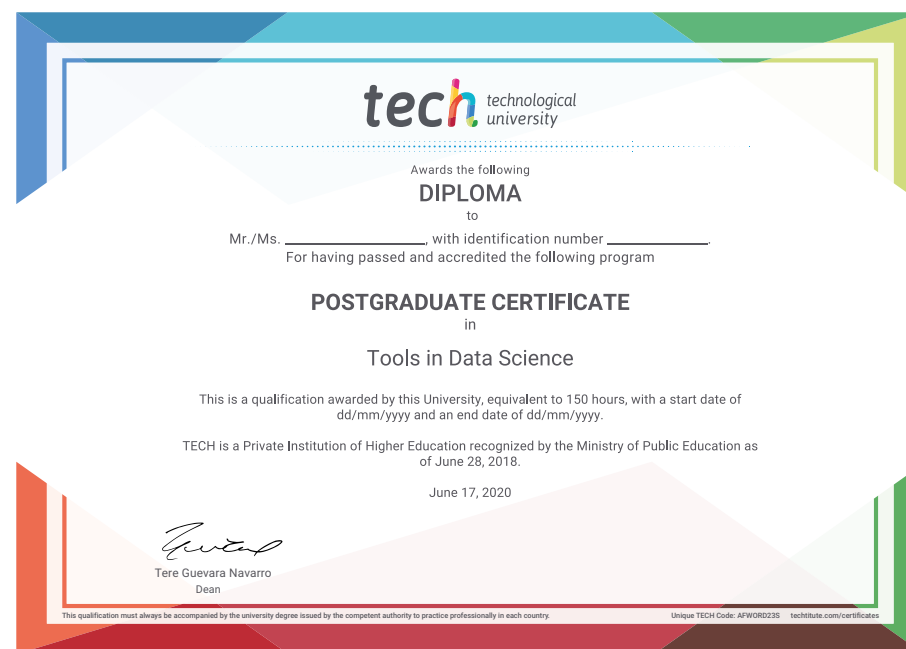 tech technological
university
Awards the following
DIPLOMA
to
Mr./Ms. ____________, with identification number ____________.
For having passed and accredited the following program
POSTGRADUATE CERTIFICATE
in
Tools in Data Science
This is a qualification awarded by this University, equivalent to 150 hours, with a start date of
dd/mm/yyyy and an end date of dd/mm/yyyy.
TECH is a Private Institution of Higher Education recognized by the Ministry of Public Education as
of June 28, 2018.
June 17, 2020
Tere Guevara Navarro
Dean
This qualification must always be accompanied by the university degree issued by the competent authority to practice professionally in each country. Unique TECH Code: AFWORD23S techtitute.com/certificates